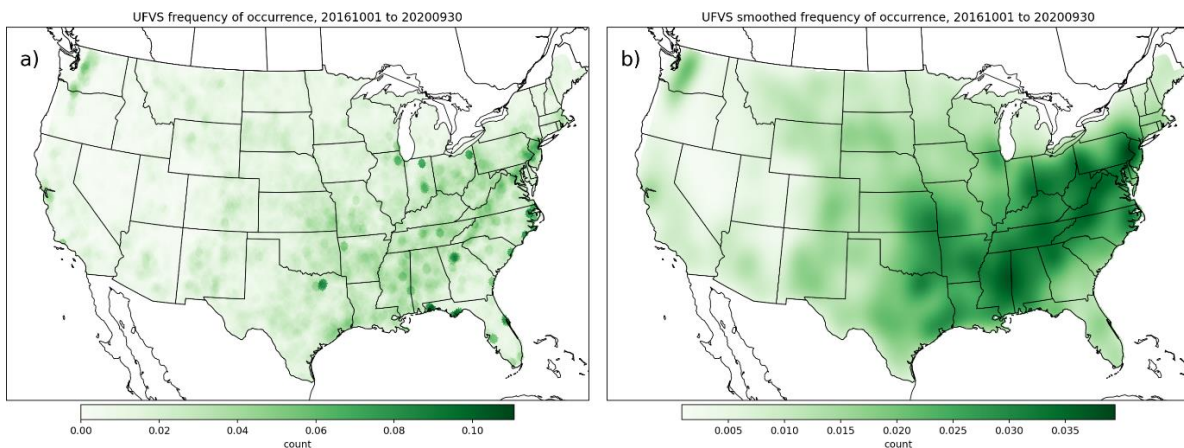 UFVS frequency of occurrence, 20161001 to 20200930
a)
0.00 0.02 0.04 0.06 0.08 0.10
count
UFVS smoothed frequency of occurrence, 20161001 to 20200930
b)
0.005 0.010 0.015 0.020 0.025 0.030 0.035
count